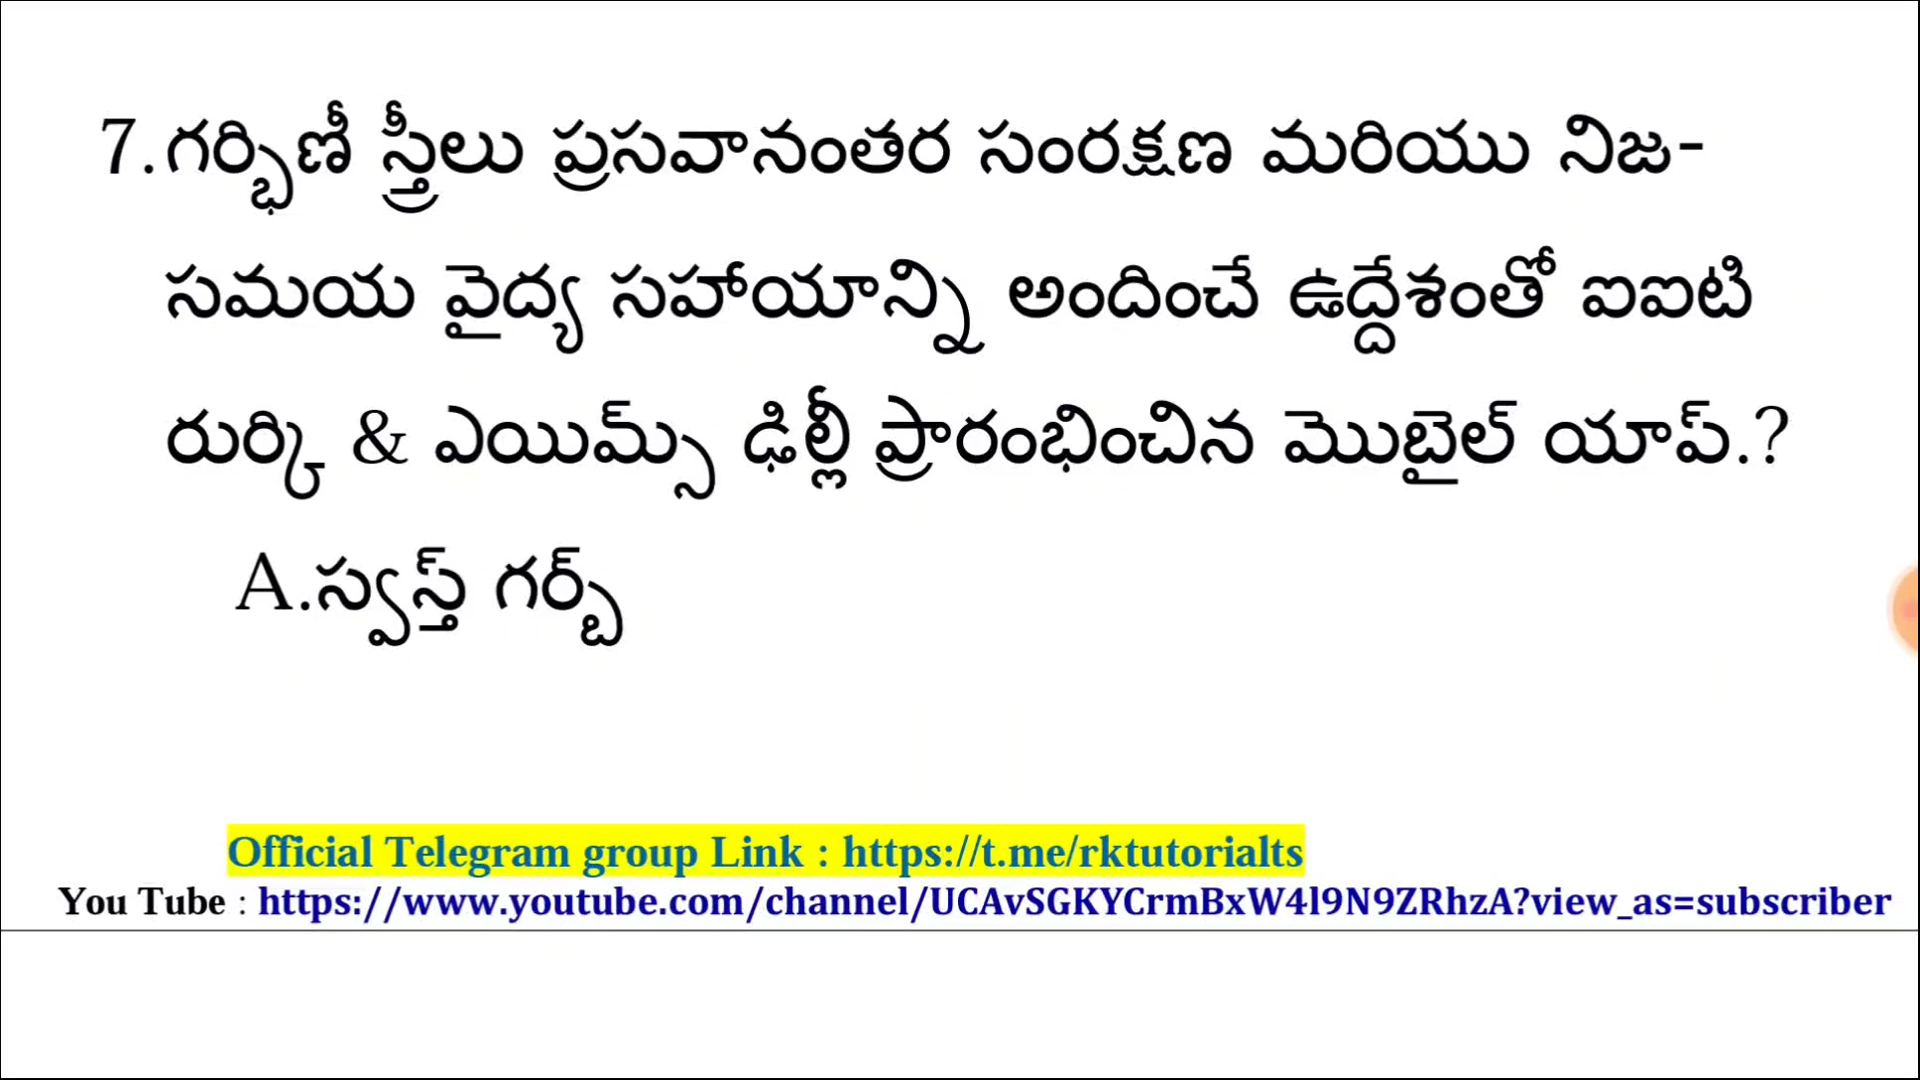 7.గర్భిణీ స్త్రీలు ప్రసవానంతర సంరక్షణ మరియు నిజ-
సమయ వైద్య సహాయాన్ని అందించే ఉద్దేశంతో ఐఐటి
రుర్కి & ఎయిమ్స్ ఢిల్లీ ప్రారంభించిన మొబైల్ యాప్.?
A.స్వస్త్ గర్బ్
Official Telegram group Link : https://t.me/rktutorialts
You Tube : https://www.youtube.com/channel/UCAvSGKYCrmBxW4l9N9ZRhzA?view_as=subscriber